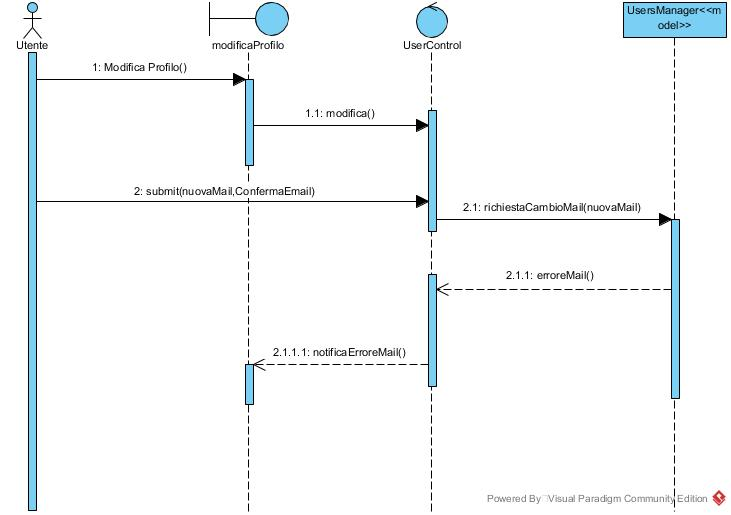 Utente
modificaProfilo
UserControl
UsersManager<<m
odel>>
1: Modifica Profilo()
1.1: modifica()
2: submit(nuovaMail,ConfermaEmail)
2.1: richiestaCambioMail(nuovaMail)
2.1.1: erroreMail()
2.1.1.1: notificaErroreMail()
Powered By Visual Paradigm Community Edition